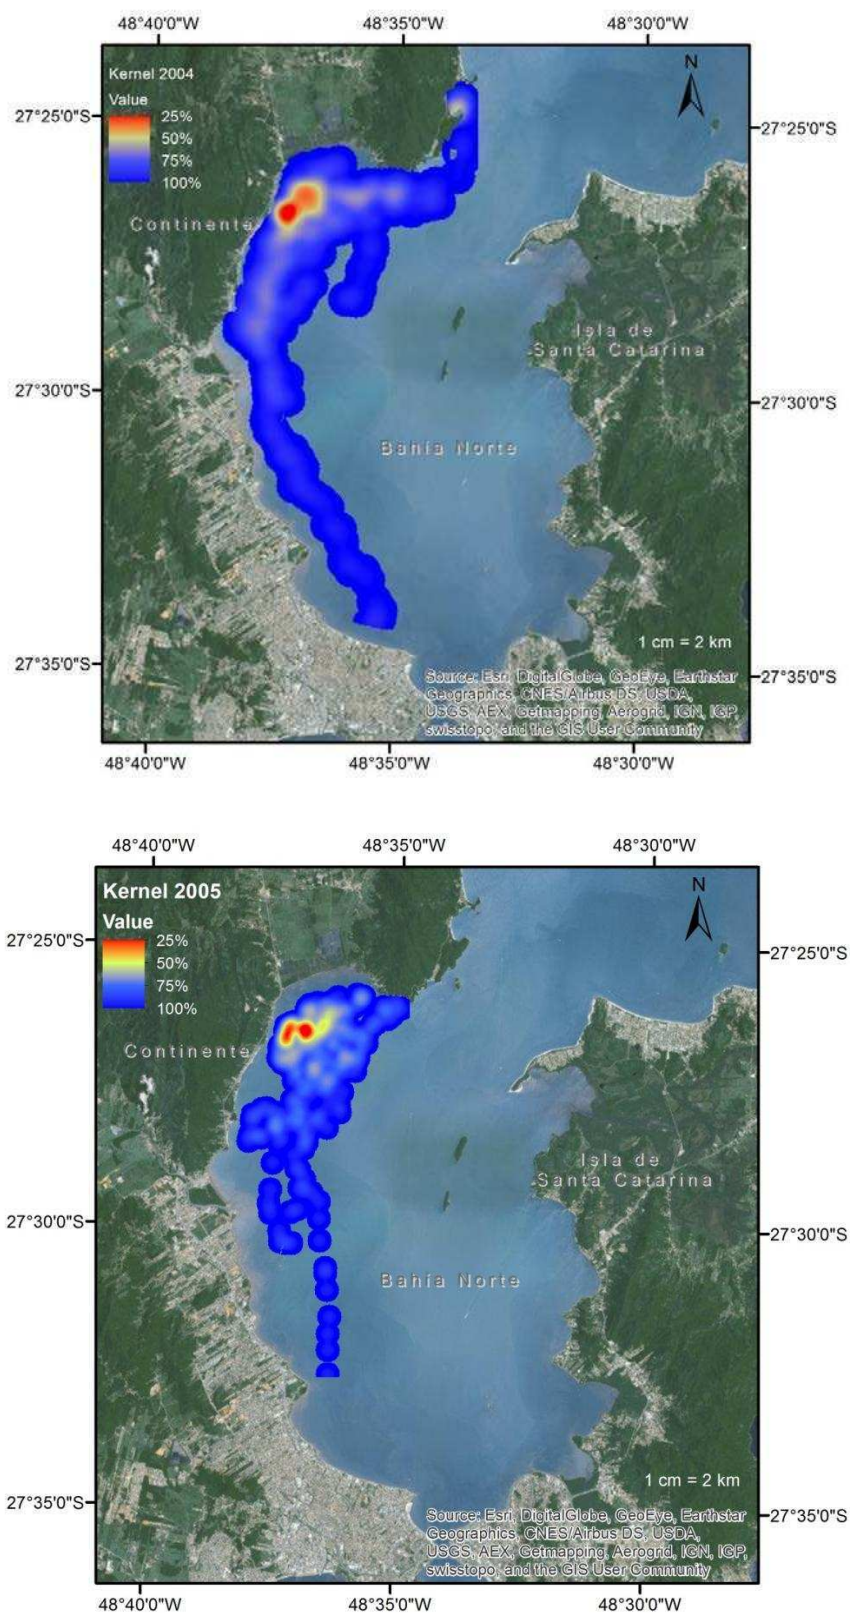 48°40'0"W 48°35'0"W 48°30'0"W
N
Kernel 2004
Value
25%
50%
75%
100%
27°25'0"S
27°25'0"S
Continente
Isla de
Santa Catarina
27°30'0"S
27°30'0"S
Bahia Norte
1 cm = 2 km
27°35'0"S
27°35'0"S
Source: Esri, DigitalGlobe, GeoEye, Earthstar
Geographics, CNES/Airbus DS, USDA,
USGS, AEX, Getmapping, Aerogrid, IGN, IGP,
swisstopo, and the GIS User Community
48°40'0"W 48°35'0"W 48°30'0"W
48°40'0"W 48°35'0"W 48°30'0"W
N
Kernel 2005
Value
25%
50%
75%
100%
27°25'0"S
27°25'0"S
Continente
Isla de
Santa Catarina
27°30'0"S
27°30'0"S
Bahia Norte
1 cm = 2 km
27°35'0"S
27°35'0"S
Source: Esri, DigitalGlobe, GeoEye, Earthstar
Geographics, CNES/Airbus DS, USDA,
USGS, AEX, Getmapping, Aerogrid, IGN, IGP,
swisstopo, and the GIS User Community
48°40'0"W 48°35'0"W 48°30'0"W